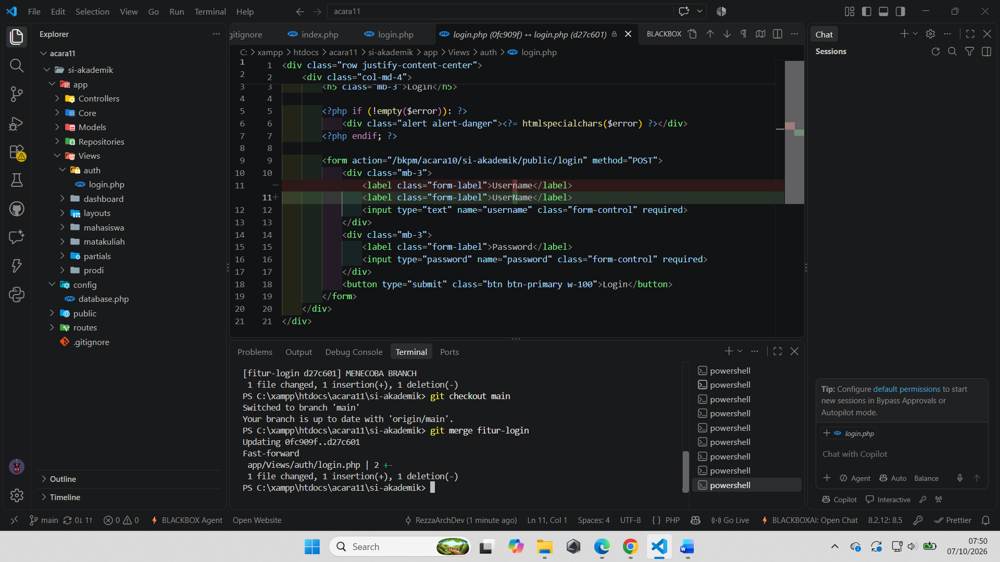 File Edit Selection View Go Run Terminal Help
acara11
Explorer
acara11
si-akademik
app
Controllers
Core
Models
Repositories
Views
auth
login.php
dashboard
layouts
mahasiswa
matakuliah
partials
prodi
config
database.php
public
routes
.gitignore
Outline
Timeline
gitignore index.php login.php login.php (0fc909f) ↔ login.php (d27c601) BLACKBOX
C: > xampp > htdocs > acara11 > si-akademik > app > Views > auth > login.php
1 1 <div class="row justify-content-center">
2 2 <div class="col-md-4">
3 3 <h5 class="mb-3">Login</h5>
4 4
5 5 <?php if (!empty($error)): ?>
6 6 <div class="alert alert-danger"><?= htmlspecialchars($error) ?></div>
7 7 <?php endif; ?>
8 8
9 9 <form action="/bkpm/acara10/si-akademik/public/login" method="POST">
10 10 <div class="mb-3">
11 − <label class="form-label">Username</label>
11+ <label class="form-label">UserName</label>
12 12 <input type="text" name="username" class="form-control" required>
13 13 </div>
14 14 <div class="mb-3">
15 15 <label class="form-label">Password</label>
16 16 <input type="password" name="password" class="form-control" required>
17 17 </div>
18 18 <button type="submit" class="btn btn-primary w-100">Login</button>
19 19 </form>
20 20 </div>
21 21 </div>
Problems Output Debug Console Terminal Ports
[fitur-login d27c601] MENECOBA BRANCH
1 file changed, 1 insertion(+), 1 deletion(-)
PS C:\xampp\htdocs\acara11\si-akademik> git checkout main
Switched to branch 'main'
Your branch is up to date with 'origin/main'.
PS C:\xampp\htdocs\acara11\si-akademik> git merge fitur-login
Updating 0fc909f..d27c601
Fast-forward
app/Views/auth/login.php | 2 +-
1 file changed, 1 insertion(+), 1 deletion(-)
PS C:\xampp\htdocs\acara11\si-akademik>
powershell
powershell
powershell
powershell
powershell
powershell
powershell
powershell
powershell
Chat
Sessions
Tip: Configure default permissions to start
new sessions in Bypass Approvals or
Autopilot mode.
login.php
Chat with Copilot
Agent Auto Balance
Copilot Interactive
main 0↓ 1↑ 0 0 BLACKBOX Agent Open Website RezzaArchDev (1 minute ago) Ln 11, Col 1 Spaces: 4 UTF-8 { } PHP Go Live BLACKBOXAI: Open Chat 8.2.12: 8.5 Prettier
Search
07:50
07/10/2026